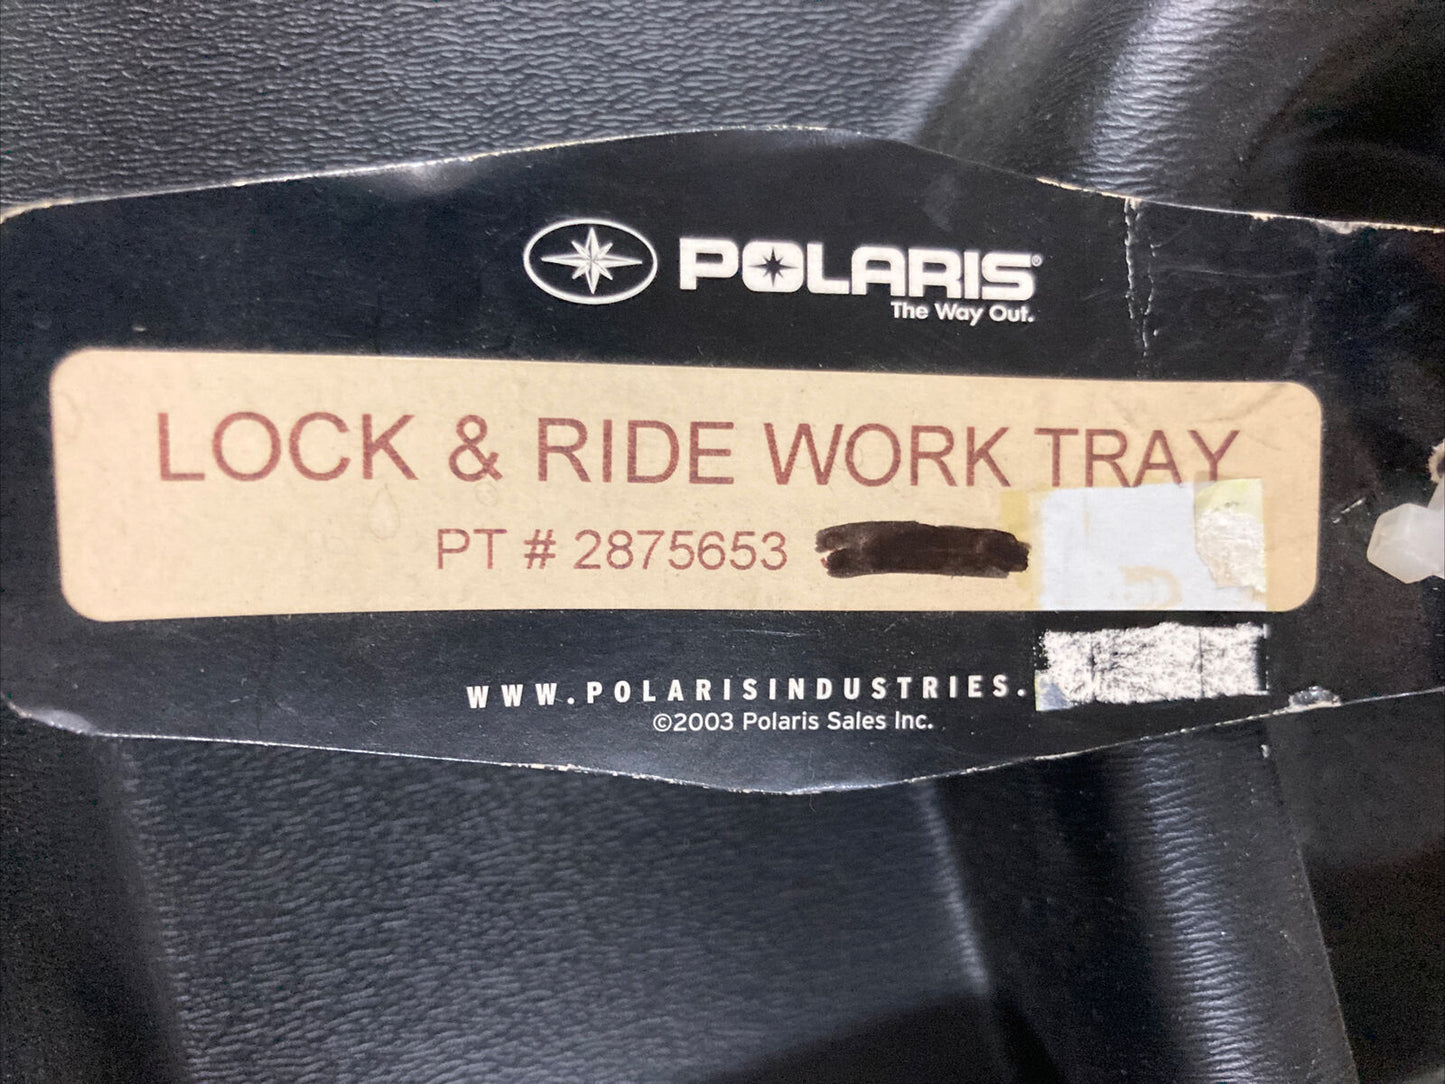 POLARIS®
The Way Out.
LOCK & RIDE WORK TRAY
PT # 2875653
WWW.POLARISINDUSTRIES.
©2003 Polaris Sales Inc.